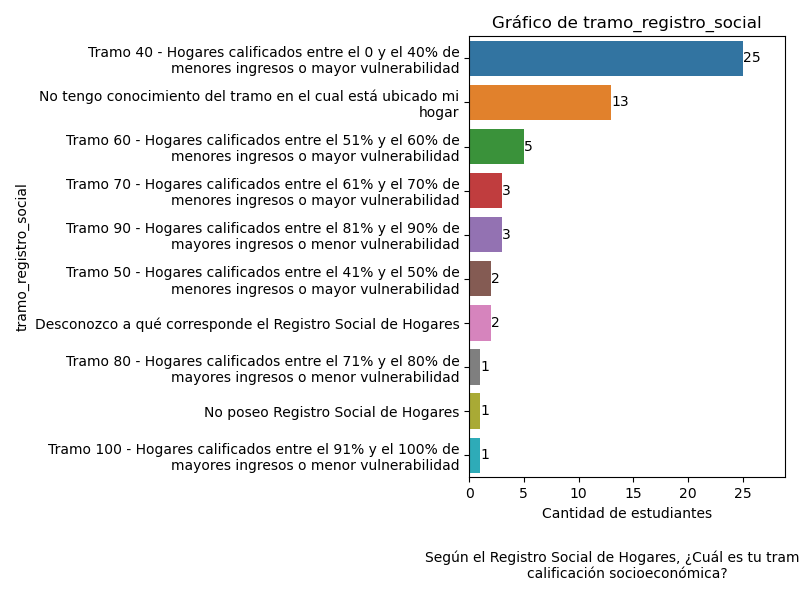 Gráfico de tramo_registro_social
Tramo 40 - Hogares calificados entre el 0 y el 40% de
menores ingresos o mayor vulnerabilidad
25
No tengo conocimiento del tramo en el cual está ubicado mi
hogar
13
Tramo 60 - Hogares calificados entre el 51% y el 60% de
menores ingresos o mayor vulnerabilidad
5
Tramo 70 - Hogares calificados entre el 61% y el 70% de
menores ingresos o mayor vulnerabilidad
3
Tramo 90 - Hogares calificados entre el 81% y el 90% de
mayores ingresos o menor vulnerabilidad
3
Tramo 50 - Hogares calificados entre el 41% y el 50% de
menores ingresos o mayor vulnerabilidad
2
Desconozco a qué corresponde el Registro Social de Hogares
2
Tramo 80 - Hogares calificados entre el 71% y el 80% de
mayores ingresos o menor vulnerabilidad
1
No poseo Registro Social de Hogares
1
Tramo 100 - Hogares calificados entre el 91% y el 100% de
mayores ingresos o menor vulnerabilidad
1
tramo_registro_social
0 5 10 15 20 25
Cantidad de estudiantes
Según el Registro Social de Hogares, ¿Cuál es tu tram
calificación socioeconómica?